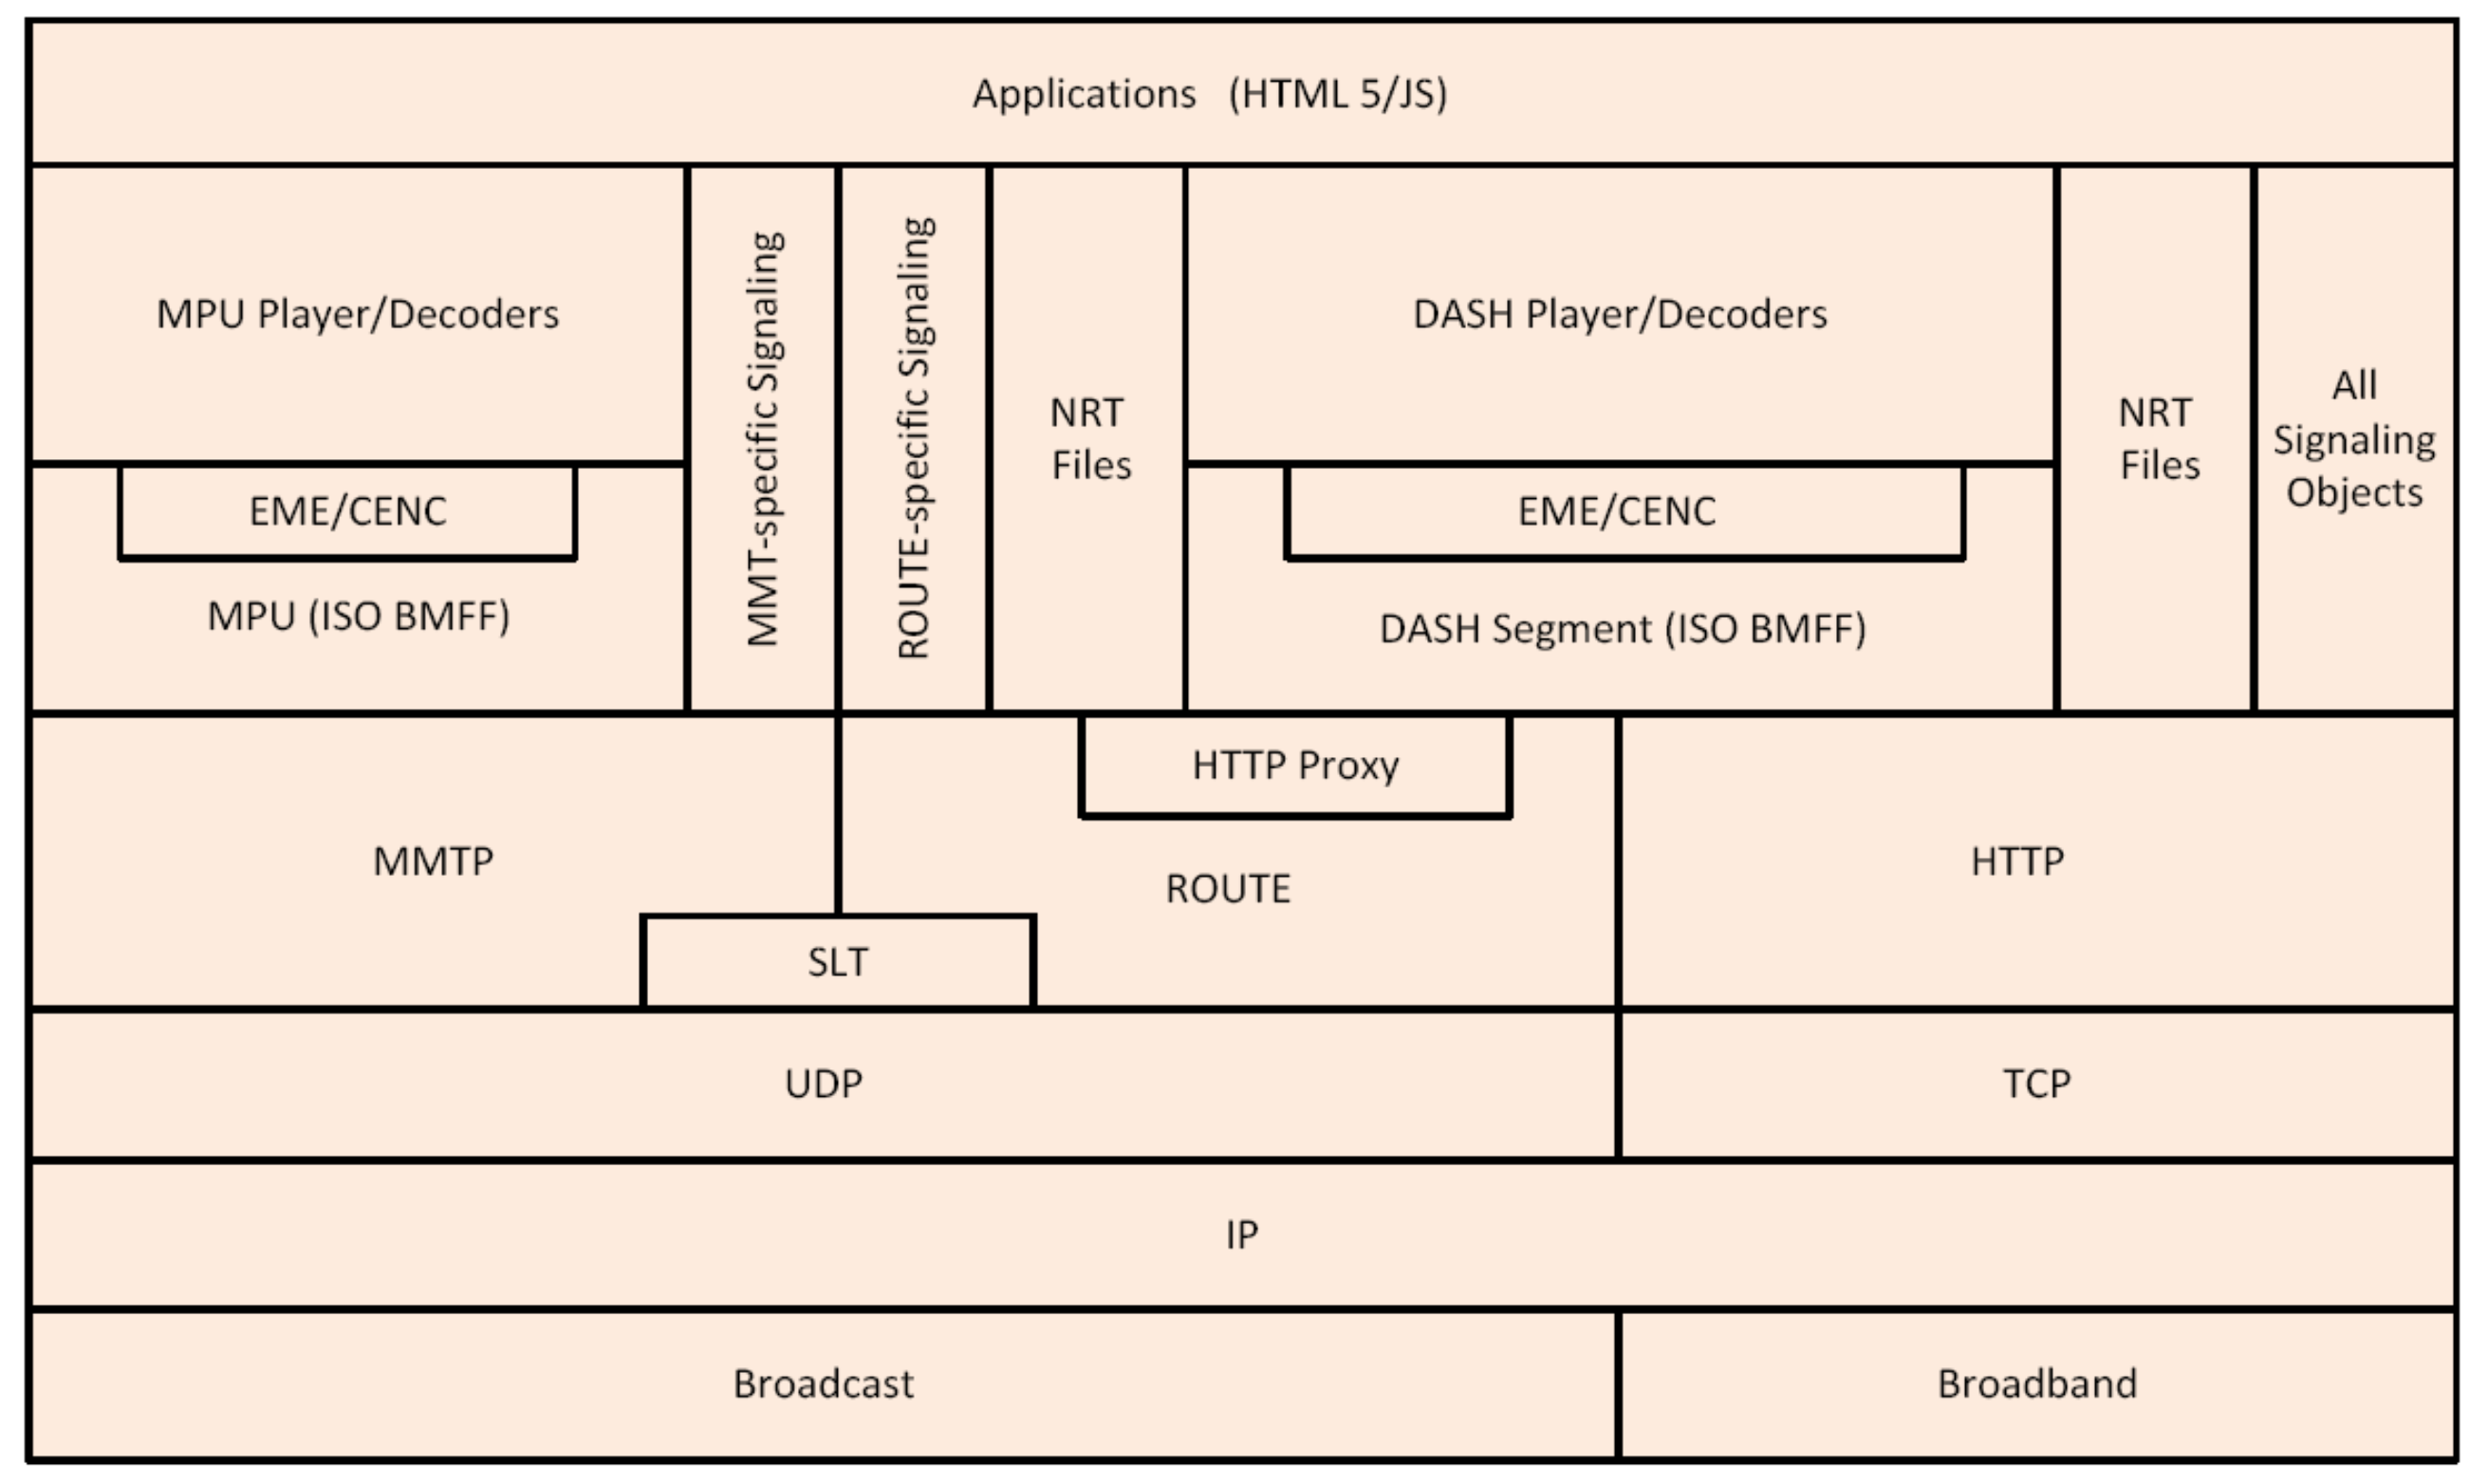 Applications (HTML 5/JS)
MPU Player/Decoders
MMT-specific Signaling
ROUTE-specific Signaling
NRT
Files
DASH Player/Decoders
NRT
Files
All
Signaling
Objects
EME/CENC
EME/CENC
MPU (ISO BMFF)
DASH Segment (ISO BMFF)
HTTP Proxy
MMTP
ROUTE
HTTP
SLT
UDP
TCP
IP
Broadcast
Broadband